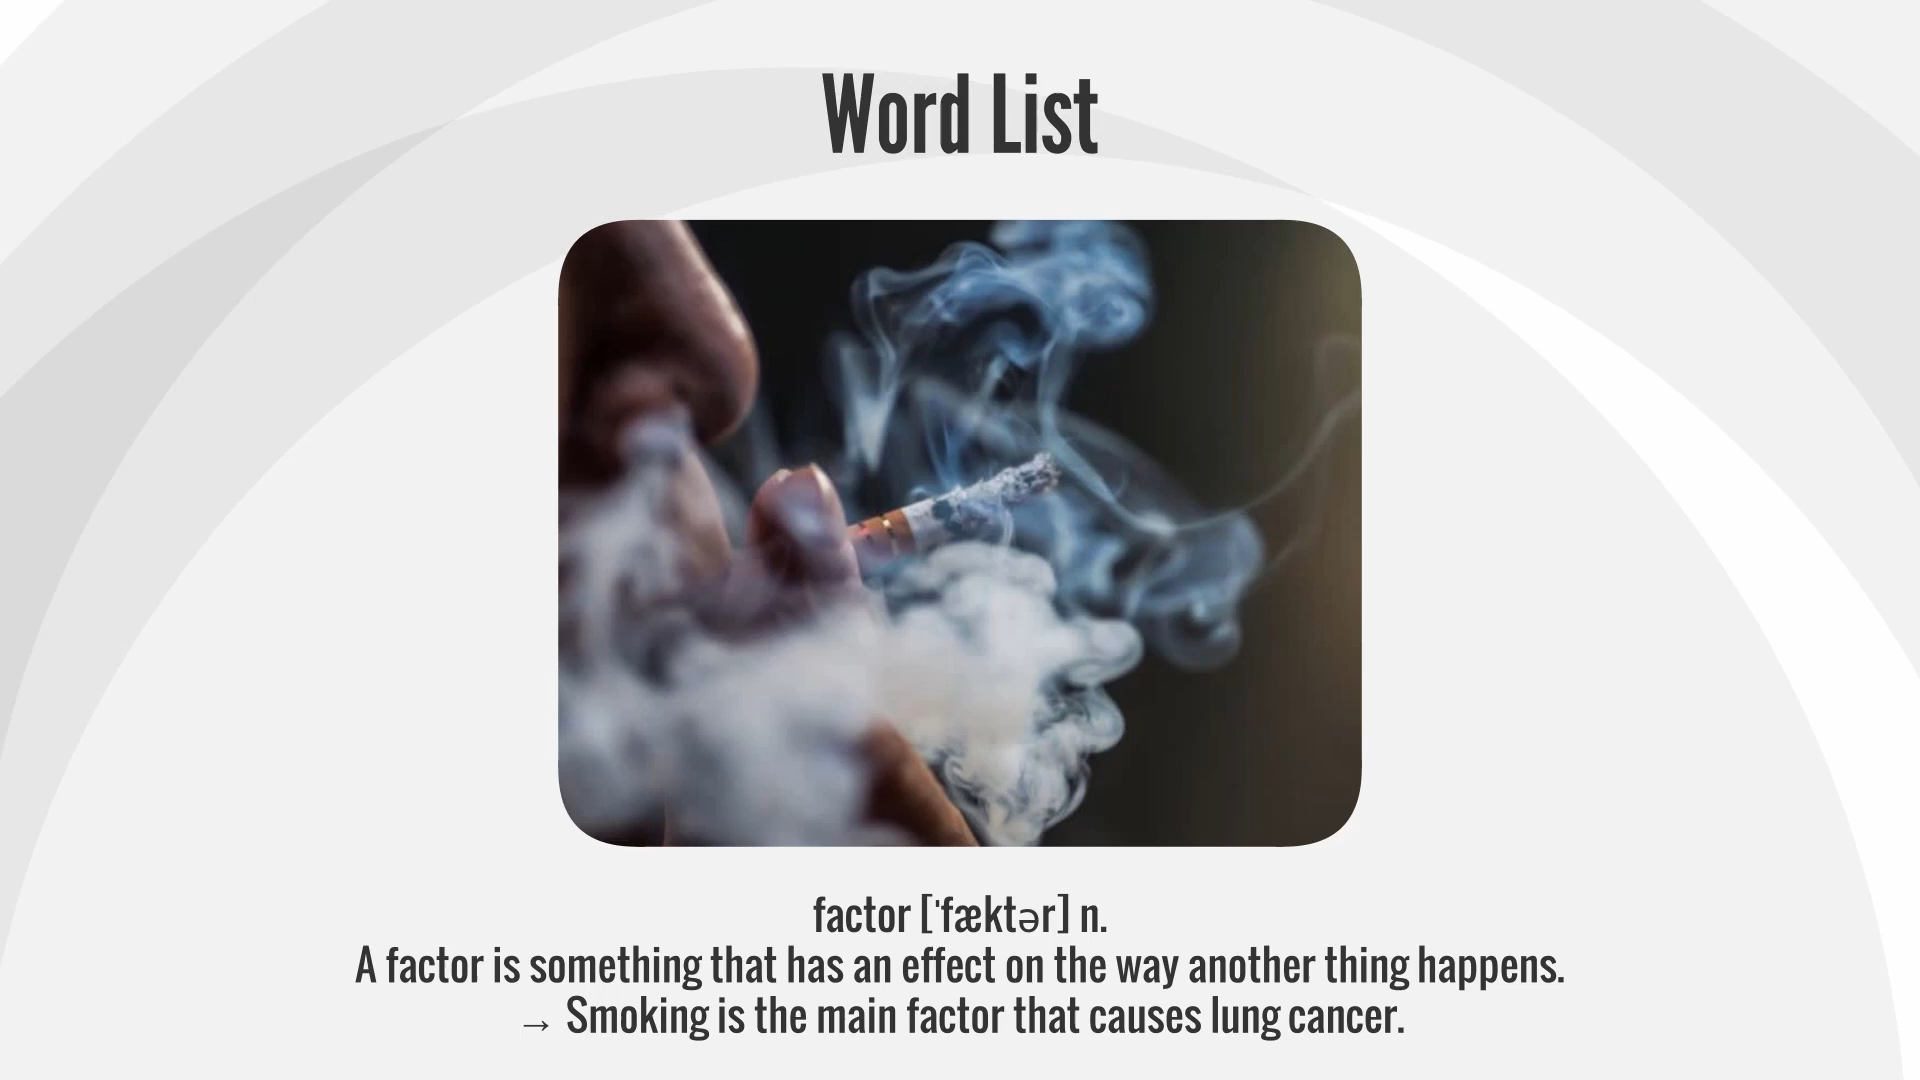 Word List
factor [ˈfæktər] n.
A factor is something that has an effect on the way another thing happens.
→ Smoking is the main factor that causes lung cancer.